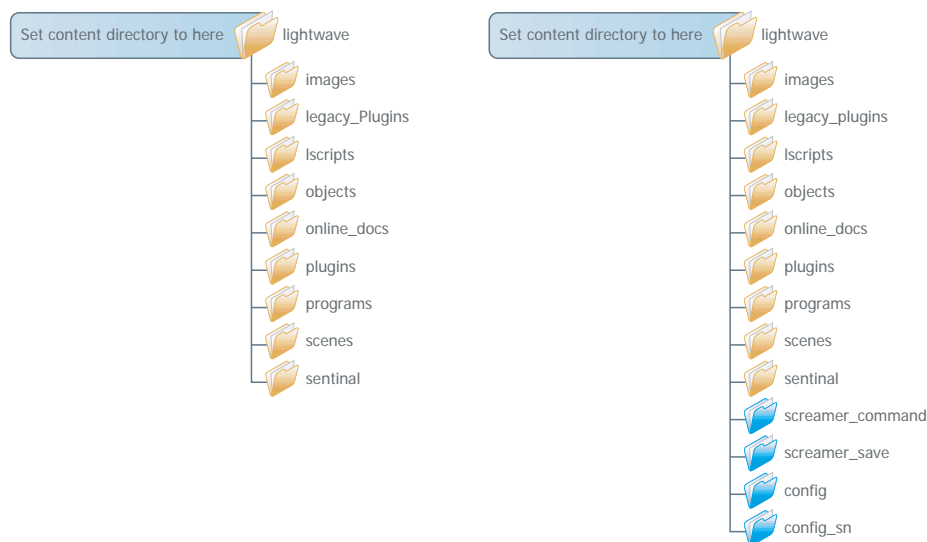 Set content directory to here lightwave
images
legacy_Plugins
lscripts
objects
online_docs
plugins
programs
scenes
sentinal
Set content directory to here lightwave
images
legacy_plugins
lscripts
objects
online_docs
plugins
programs
scenes
sentinal
screamer_command
screamer_save
config
config_sn